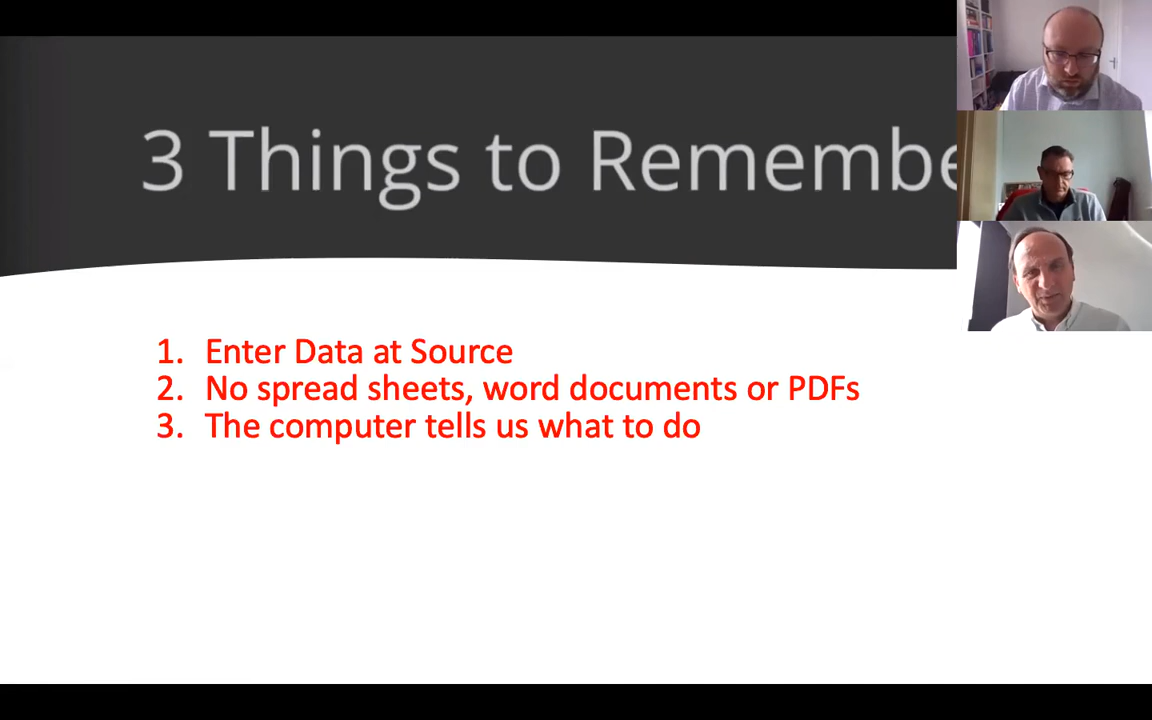 3 Things to Remembe
1. Enter Data at Source
2. No spread sheets, word documents or PDFs
3. The computer tells us what to do